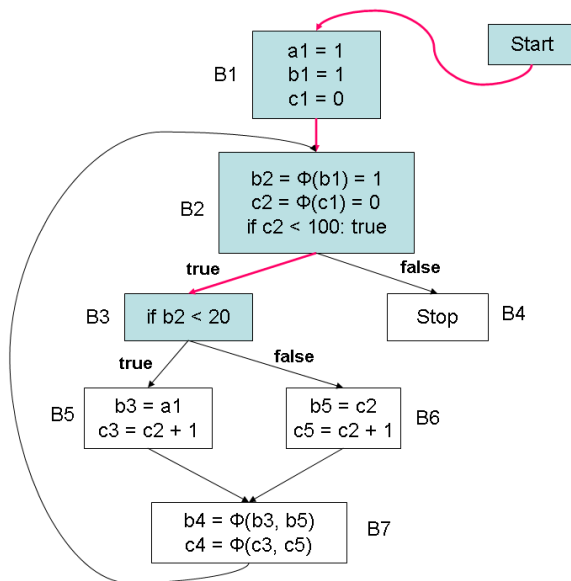 Start
B1
a1 = 1
b1 = 1
c1 = 0
B2
b2 = Φ(b1) = 1
c2 = Φ(c1) = 0
if c2 < 100: true
true
false
B3
if b2 < 20
Stop
B4
true
false
B5
b3 = a1
c3 = c2 + 1
b5 = c2
c5 = c2 + 1
B6
b4 = Φ(b3, b5)
c4 = Φ(c3, c5)
B7